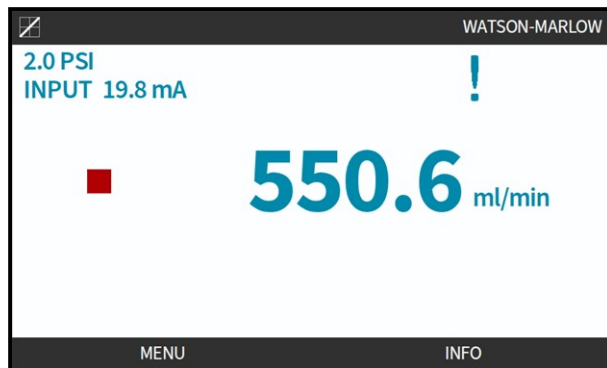 WATSON-MARLOW
2.0 PSI
INPUT 19.8 mA
!
550.6 ml/min
MENU INFO